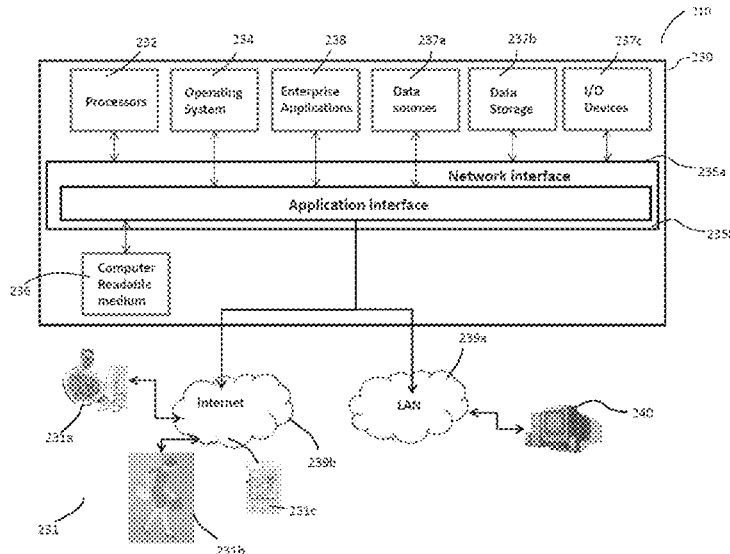 210
232
234
238
237a
237b
237c
230
Processors
Operating
System
Enterprise
Applications
Data
sources
Data
Storage
I/O
Devices
Network interface
235a
Application interface
235b
Computer
Readable
medium
236
239a
Internet
LAN
231a
239b
240
231c
231
231b